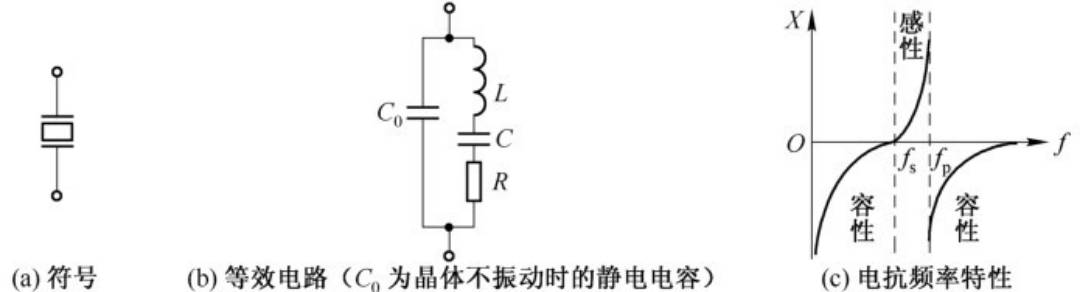 C₀
L
C
R
X
感性
O
f
fₛ
fₚ
容性
容性
(a) 符号
(b) 等效电路（C₀ 为晶体不振动时的静电电容）
(c) 电抗频率特性